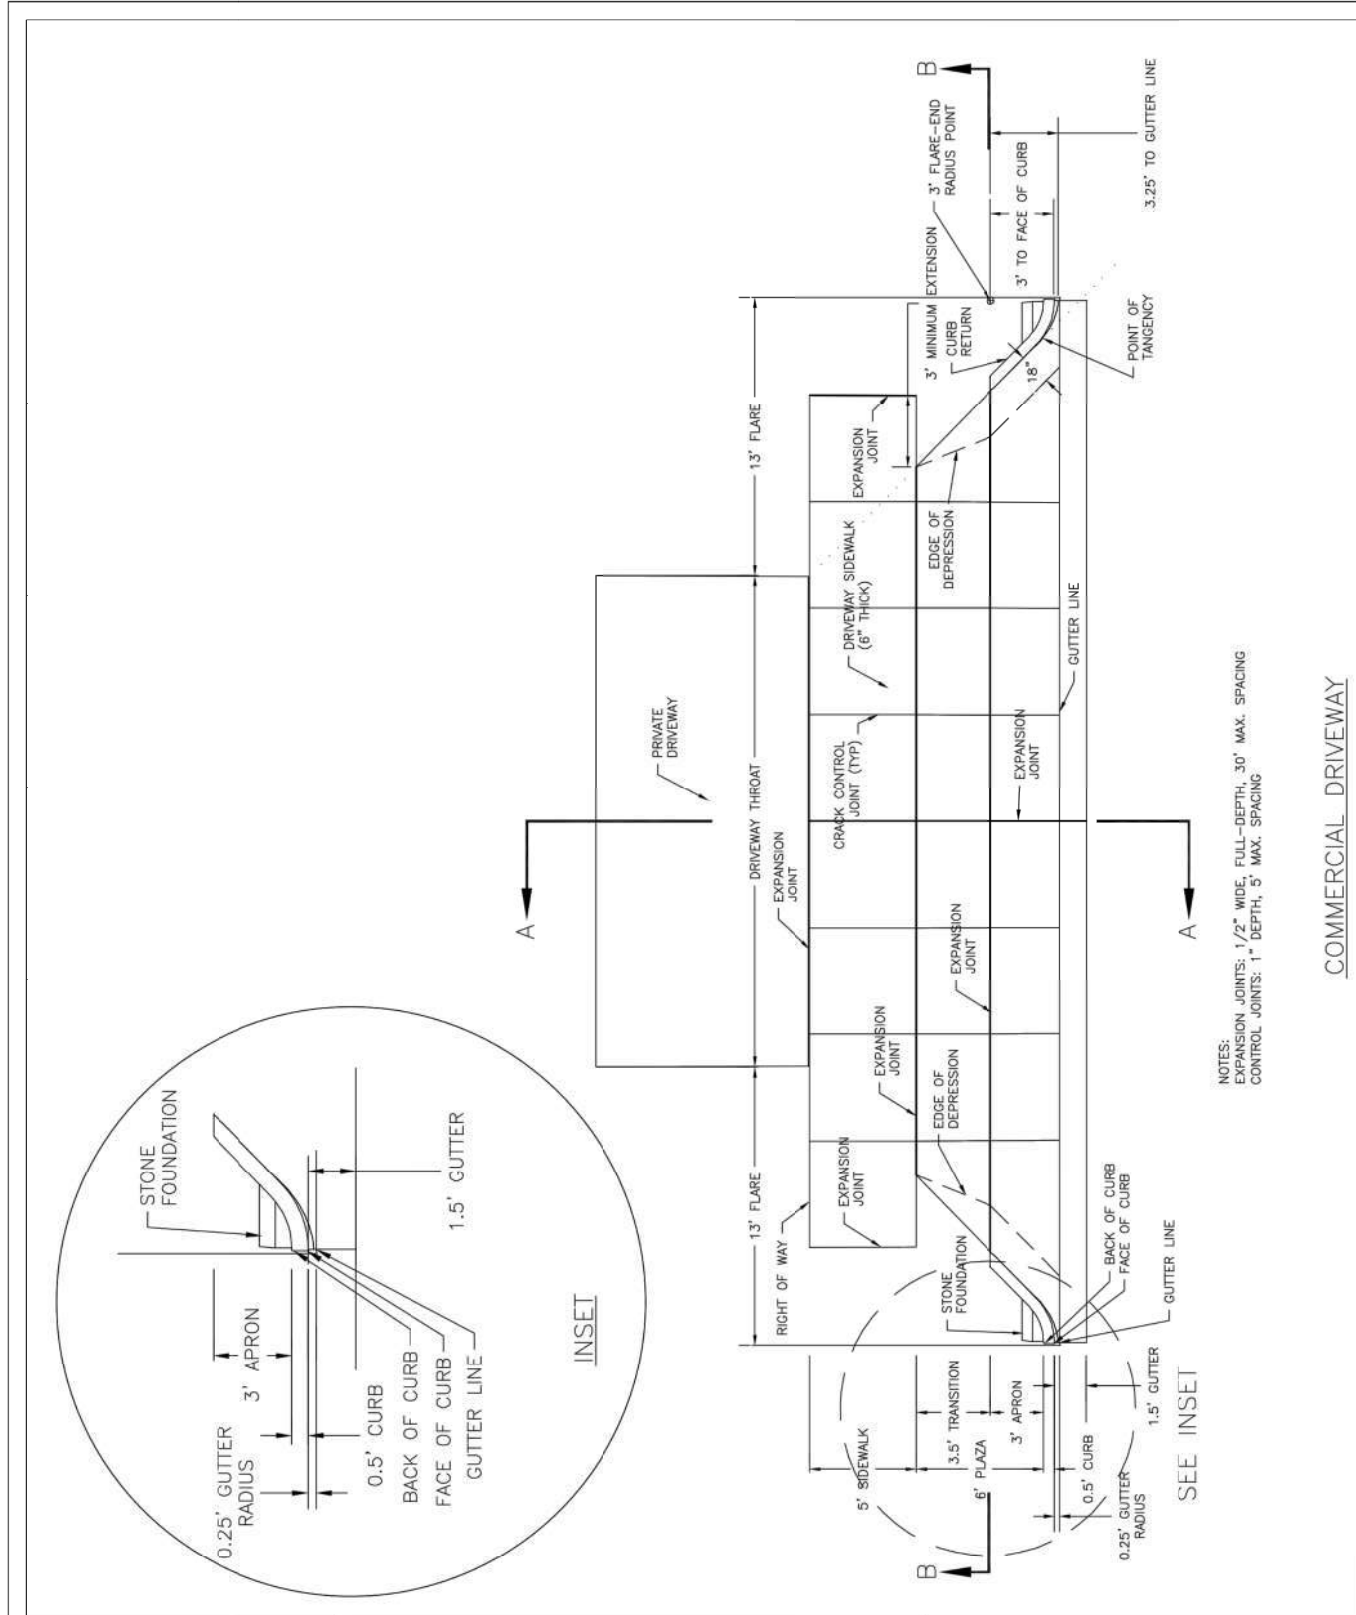 INSET
STONE
FOUNDATION
1.5' GUTTER
3' APRON
0.25' GUTTER
RADIUS
0.5' CURB
BACK OF CURB
FACE OF CURB
GUTTER LINE
A
PRIVATE
DRIVEWAY
13' FLARE
DRIVEWAY THROAT
13' FLARE
RIGHT OF WAY
EXPANSION
JOINT
EXPANSION
JOINT
CRACK CONTROL
JOINT (TYP)
DRIVEWAY SIDEWALK
(6" THICK)
EXPANSION
JOINT
3' MINIMUM EXTENSION
CURB
RETURN
3' FLARE-END
RADIUS POINT
B
5' SIDEWALK
3.5' TRANSITION
6' PLAZA
3' APRON
0.5' CURB
0.25' GUTTER
RADIUS
1.5' GUTTER
B
STONE
FOUNDATION
EXPANSION
JOINT
EDGE OF
DEPRESSION
EXPANSION
JOINT
EXPANSION
JOINT
EDGE OF
DEPRESSION
18"
3' TO FACE OF CURB
3.25' TO GUTTER LINE
POINT OF
TANGENCY
BACK OF CURB
FACE OF CURB
GUTTER LINE
GUTTER LINE
SEE INSET
A
NOTES:
EXPANSION JOINTS: 1/2" WIDE, FULL-DEPTH, 30' MAX. SPACING
CONTROL JOINTS: 1" DEPTH, 5' MAX. SPACING
COMMERCIAL DRIVEWAY